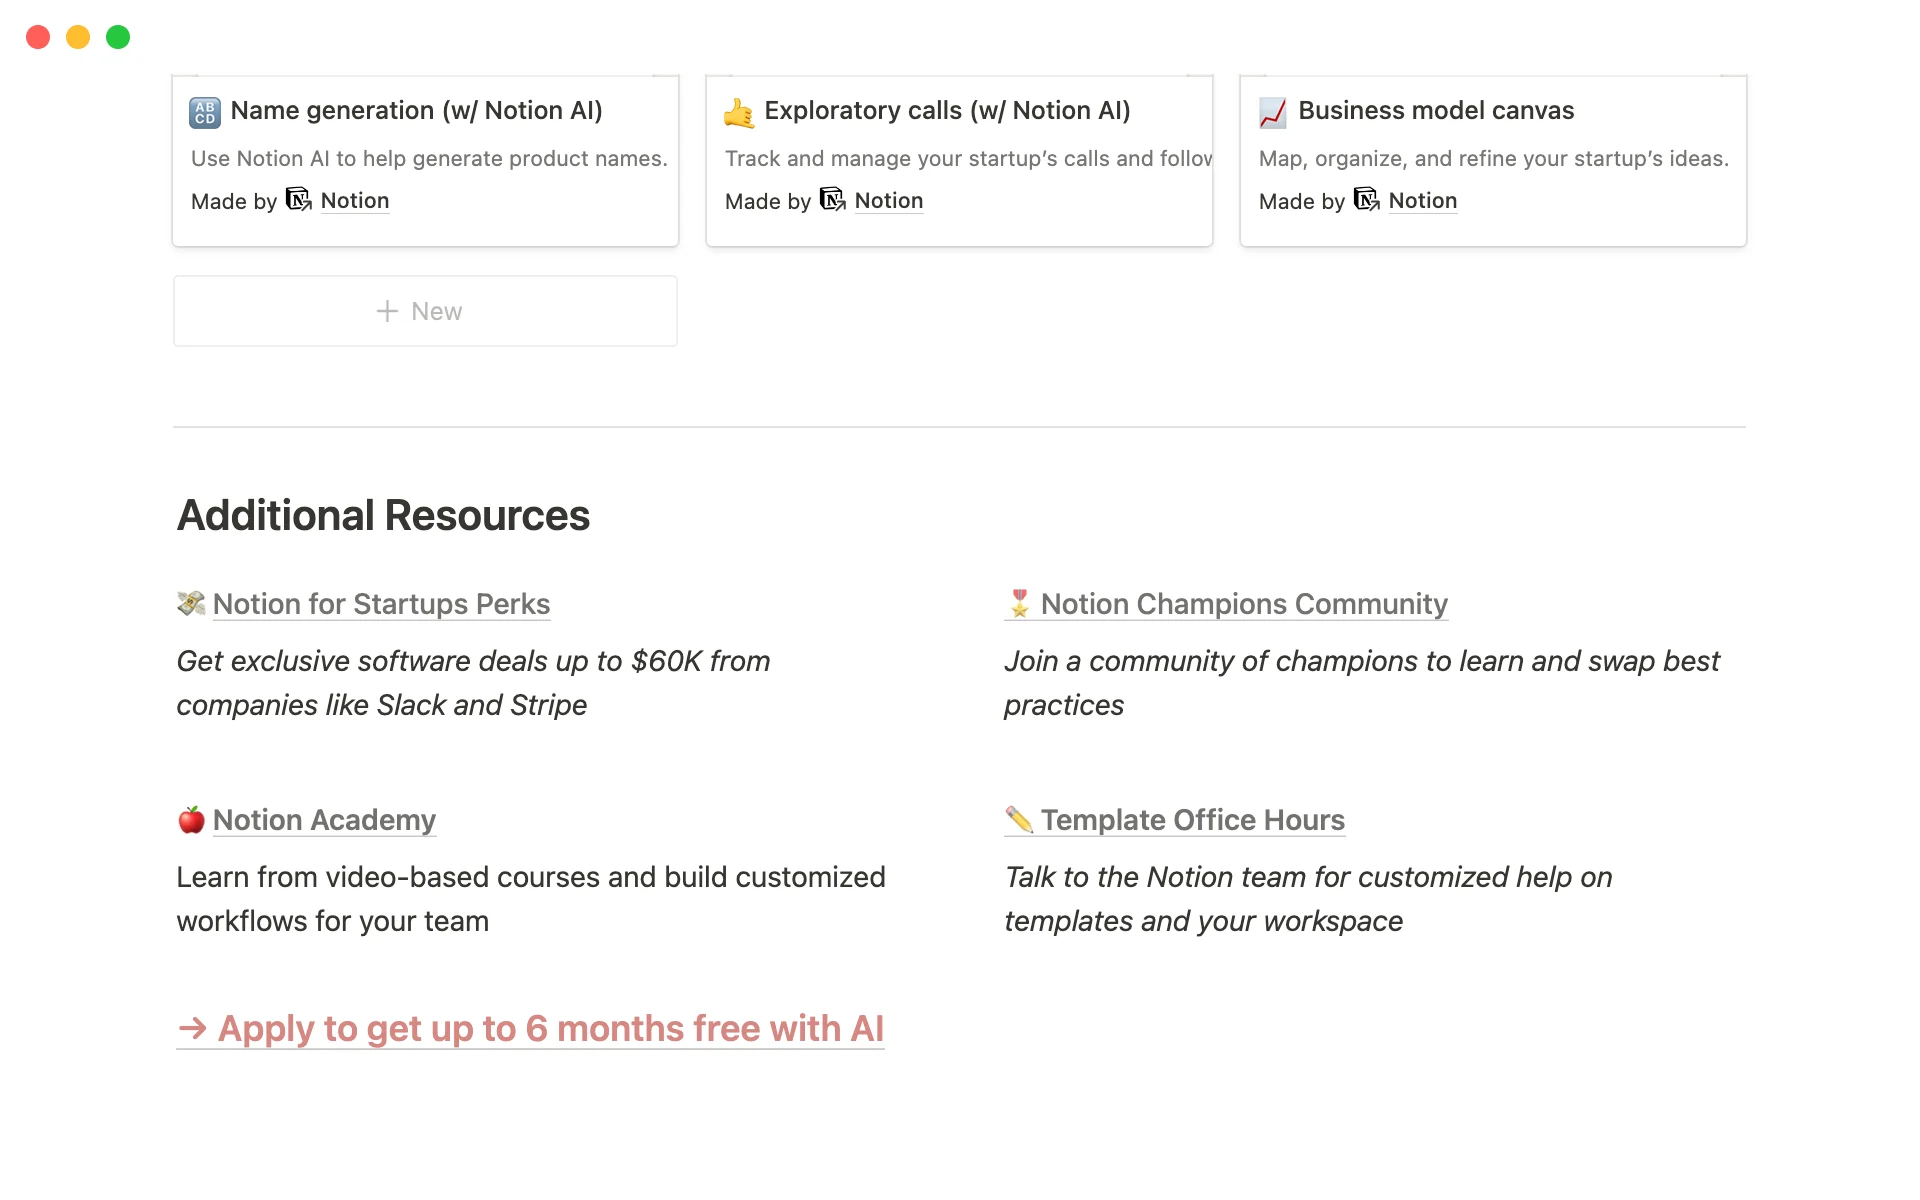 Name generation (w/ Notion AI)
Use Notion AI to help generate product names.
Made by Notion
Exploratory calls (w/ Notion AI)
Track and manage your startup’s calls and follow
Made by Notion
Business model canvas
Map, organize, and refine your startup’s ideas.
Made by Notion
+ New
Additional Resources
Notion for Startups Perks
Get exclusive software deals up to $60K from
companies like Slack and Stripe
Notion Champions Community
Join a community of champions to learn and swap best
practices
Notion Academy
Learn from video-based courses and build customized
workflows for your team
Template Office Hours
Talk to the Notion team for customized help on
templates and your workspace
→ Apply to get up to 6 months free with AI